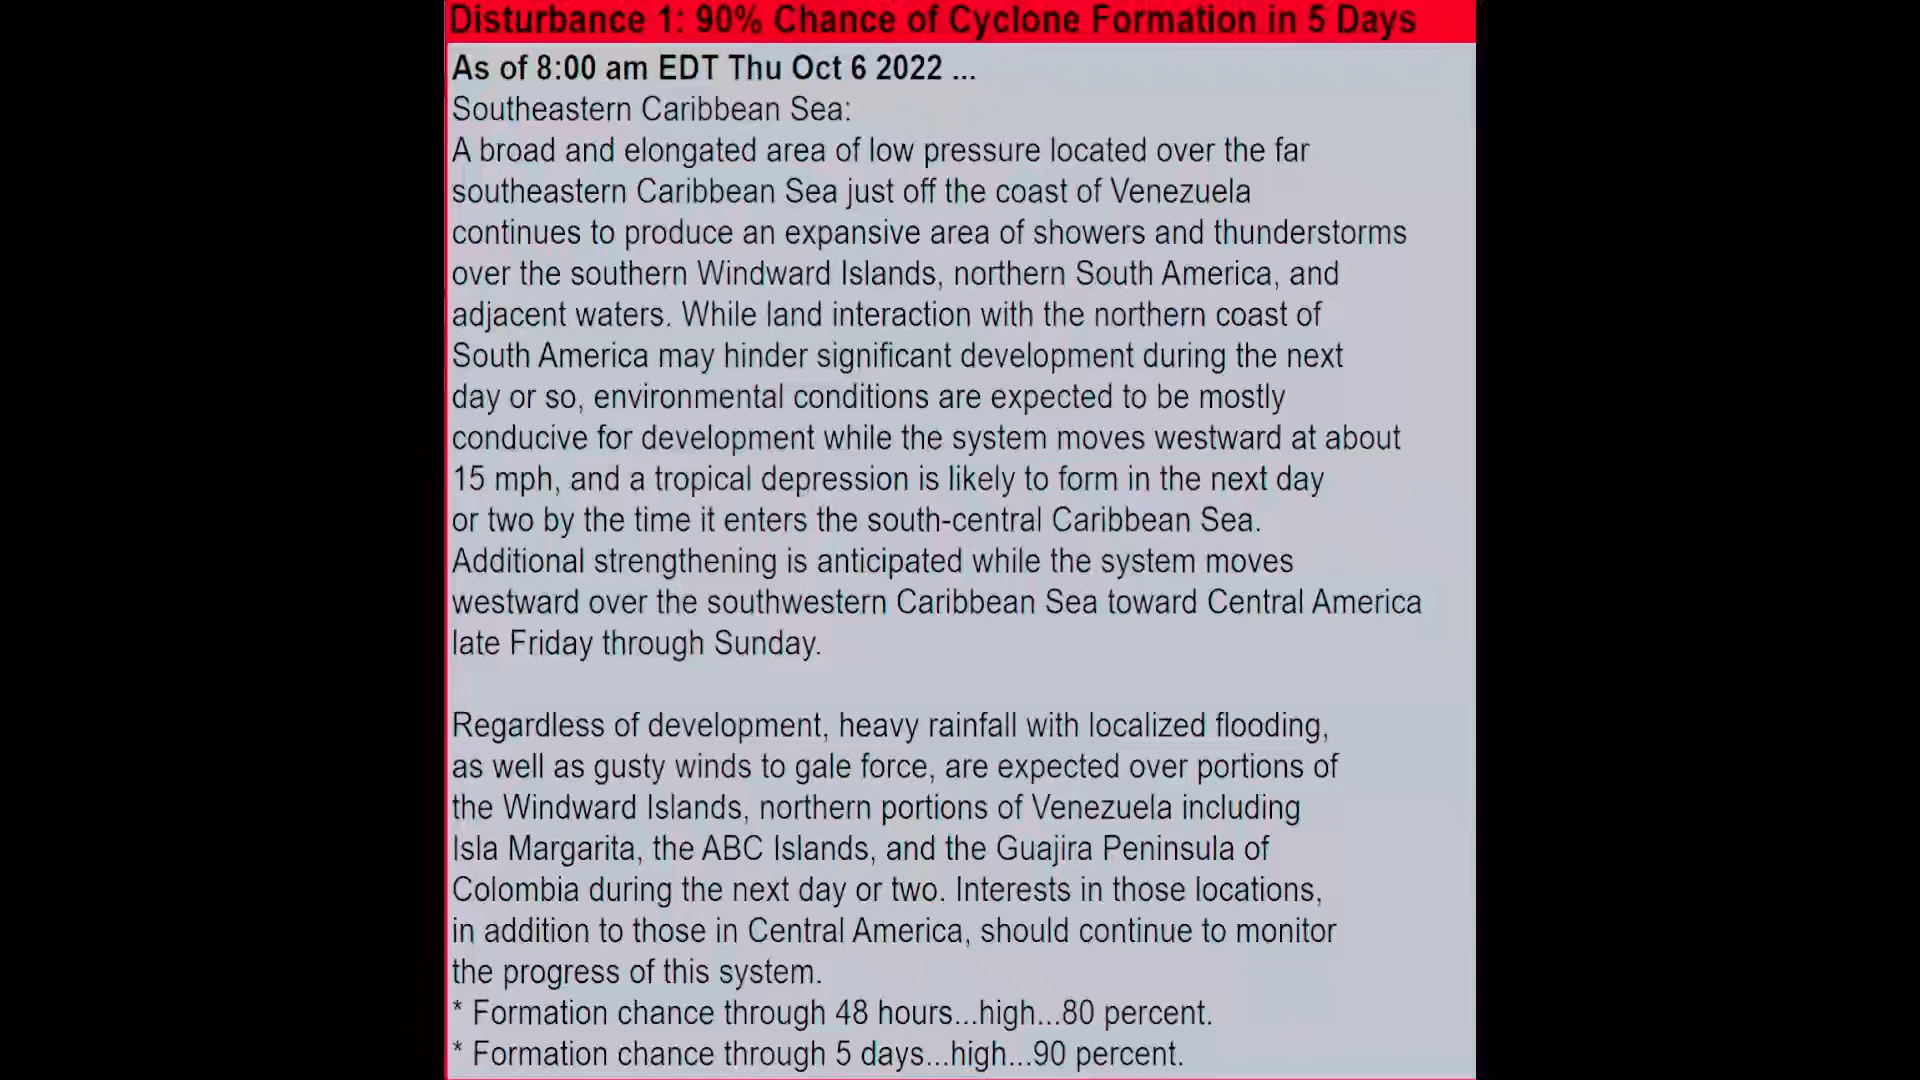 Disturbance 1: 90% Chance of Cyclone Formation in 5 Days
As of 8:00 am EDT Thu Oct 6 2022 ...
Southeastern Caribbean Sea:
A broad and elongated area of low pressure located over the far
southeastern Caribbean Sea just off the coast of Venezuela
continues to produce an expansive area of showers and thunderstorms
over the southern Windward Islands, northern South America, and
adjacent waters. While land interaction with the northern coast of
South America may hinder significant development during the next
day or so, environmental conditions are expected to be mostly
conducive for development while the system moves westward at about
15 mph, and a tropical depression is likely to form in the next day
or two by the time it enters the south-central Caribbean Sea.
Additional strengthening is anticipated while the system moves
westward over the southwestern Caribbean Sea toward Central America
late Friday through Sunday.
Regardless of development, heavy rainfall with localized flooding,
as well as gusty winds to gale force, are expected over portions of
the Windward Islands, northern portions of Venezuela including
Isla Margarita, the ABC Islands, and the Guajira Peninsula of
Colombia during the next day or two. Interests in those locations,
in addition to those in Central America, should continue to monitor
the progress of this system.
* Formation chance through 48 hours...high...80 percent.
* Formation chance through 5 days...high...90 percent.